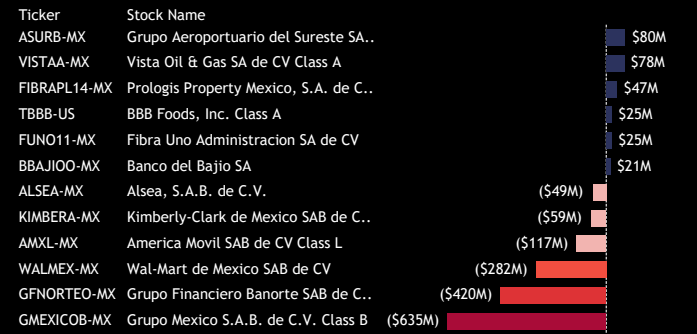 Ticker Stock Name
ASURB-MX Grupo Aeroportuario del Sureste SA.. $80M
VISTAA-MX Vista Oil & Gas SA de CV Class A $78M
FIBRAPL14-MX Prologis Property Mexico, S.A. de C.. $47M
TBBB-US BBB Foods, Inc. Class A $25M
FUNO11-MX Fibra Uno Administracion SA de CV $25M
BBAJIOO-MX Banco del Bajio SA $21M
ALSEA-MX Alsea, S.A.B. de C.V. ($49M)
KIMBERA-MX Kimberly-Clark de Mexico SAB de C.. ($59M)
AMXL-MX America Movil SAB de CV Class L ($117M)
WALMEX-MX Wal-Mart de Mexico SAB de CV ($282M)
GFNORTEO-MX Grupo Financiero Banorte SAB de C.. ($420M)
GMEXICOB-MX Grupo Mexico S.A.B. de C.V. Class B ($635M)